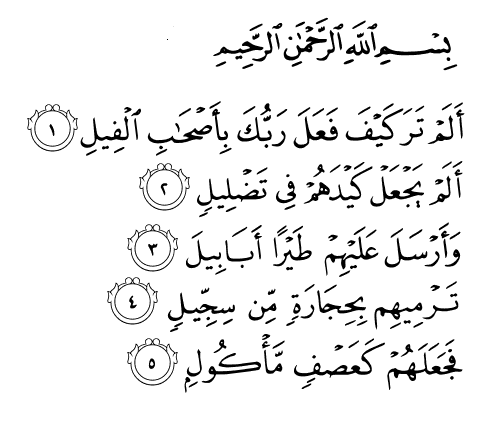 بِسْمِ ٱللَّهِ ٱلرَّحْمَٰنِ ٱلرَّحِيمِ
أَلَمْ تَرَ كَيْفَ فَعَلَ رَبُّكَ بِأَصْحَٰبِ ٱلْفِيلِ ١
أَلَمْ يَجْعَلْ كَيْدَهُمْ فِى تَضْلِيلٍ ٢
وَأَرْسَلَ عَلَيْهِمْ طَيْرًا أَبَابِيلَ ٣
تَرْمِيهِم بِحِجَارَةٍ مِّن سِجِّيلٍ ٤
فَجَعَلَهُمْ كَعَصْفٍ مَّأْكُولٍ ٥